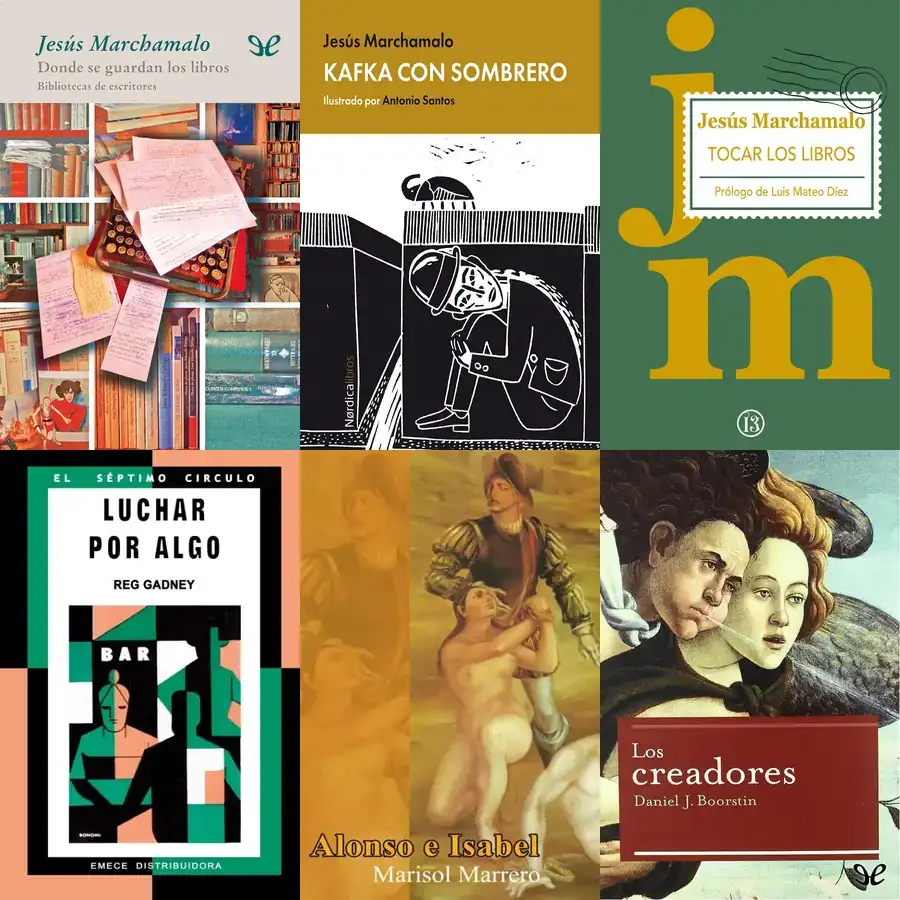 Jesús Marchamalo
Donde se guardan los libros
Bibliotecas de escritores
Jesús Marchamalo
KAFKA CON SOMBRERO
Ilustrado por Antonio Santos
Nørdicalibros
Jesús Marchamalo
TOCAR LOS LIBROS
Prólogo de Luis Mateo Díez
j
m
13
EL SÉPTIMO CIRCULO
LUCHAR
POR ALGO
REG GADNEY
BAR
BONOMI
EMECE DISTRIBUIDORA
Alonso e Isabel
Marisol Marrero
Los
creadores
Daniel J. Boorstin